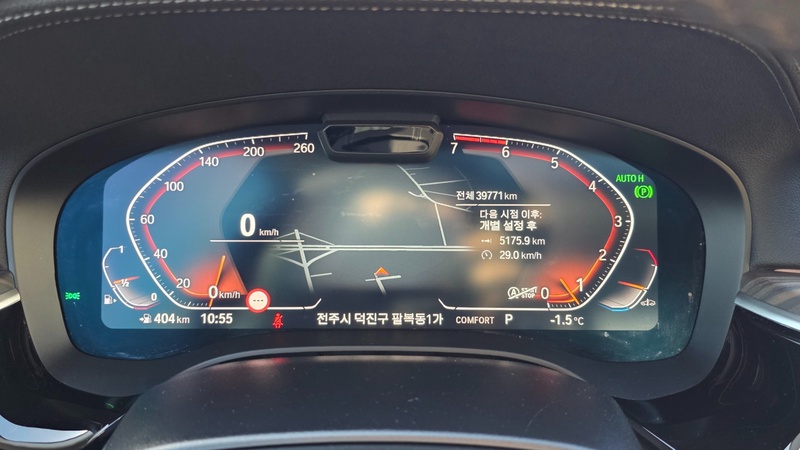 260
200
140
100
60
40
20
0 km/h
0 km/h
1
½
0
404 km
10:55
전주시 덕진구 팔복동1가
COMFORT
P
-1.5 ℃
7
6
5
4
3
2
1
0
AUTO H
(P)
전체 39771 km
다음 시점 이후:
개별 설정 후
5175.9 km
29.0 km/h
START
STOP